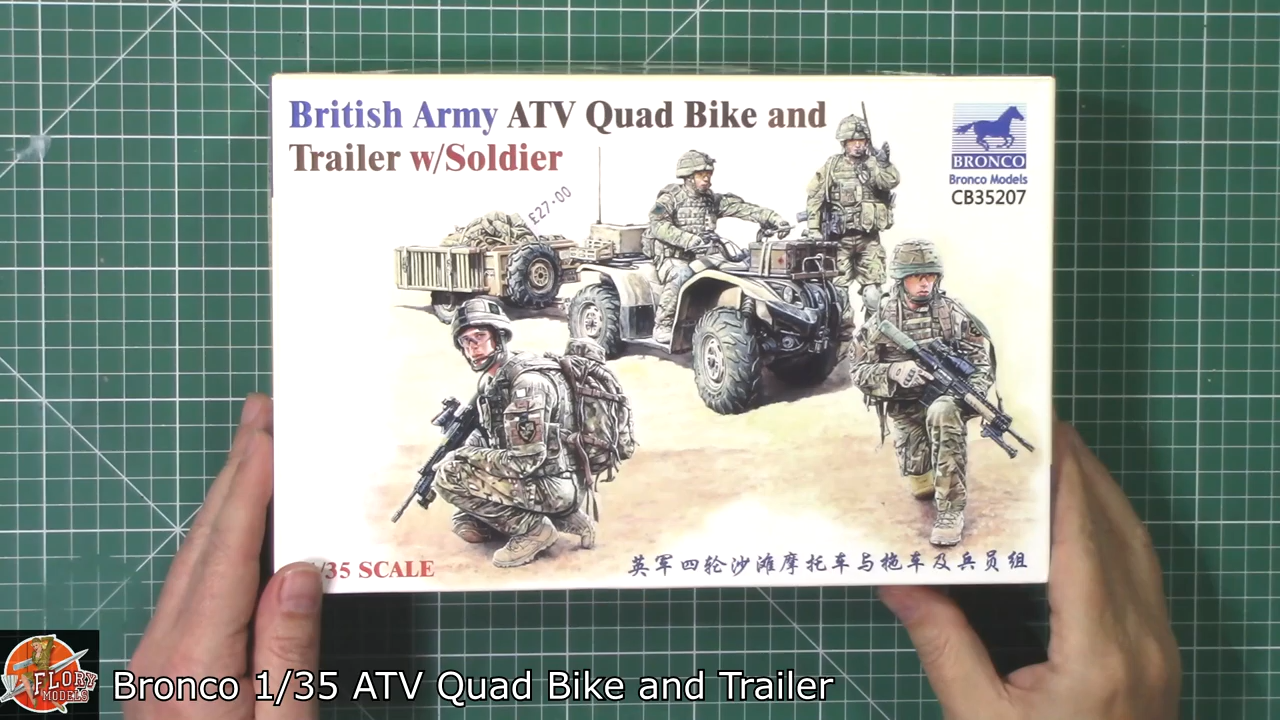 British Army ATV Quad Bike and
Trailer w/Soldier
£27-00
BRONCO
Bronco Models
CB35207
/35 SCALE
英军四轮沙滩摩托车与拖车及兵员组
FLORY
MODELS
Bronco 1/35 ATV Quad Bike and Trailer